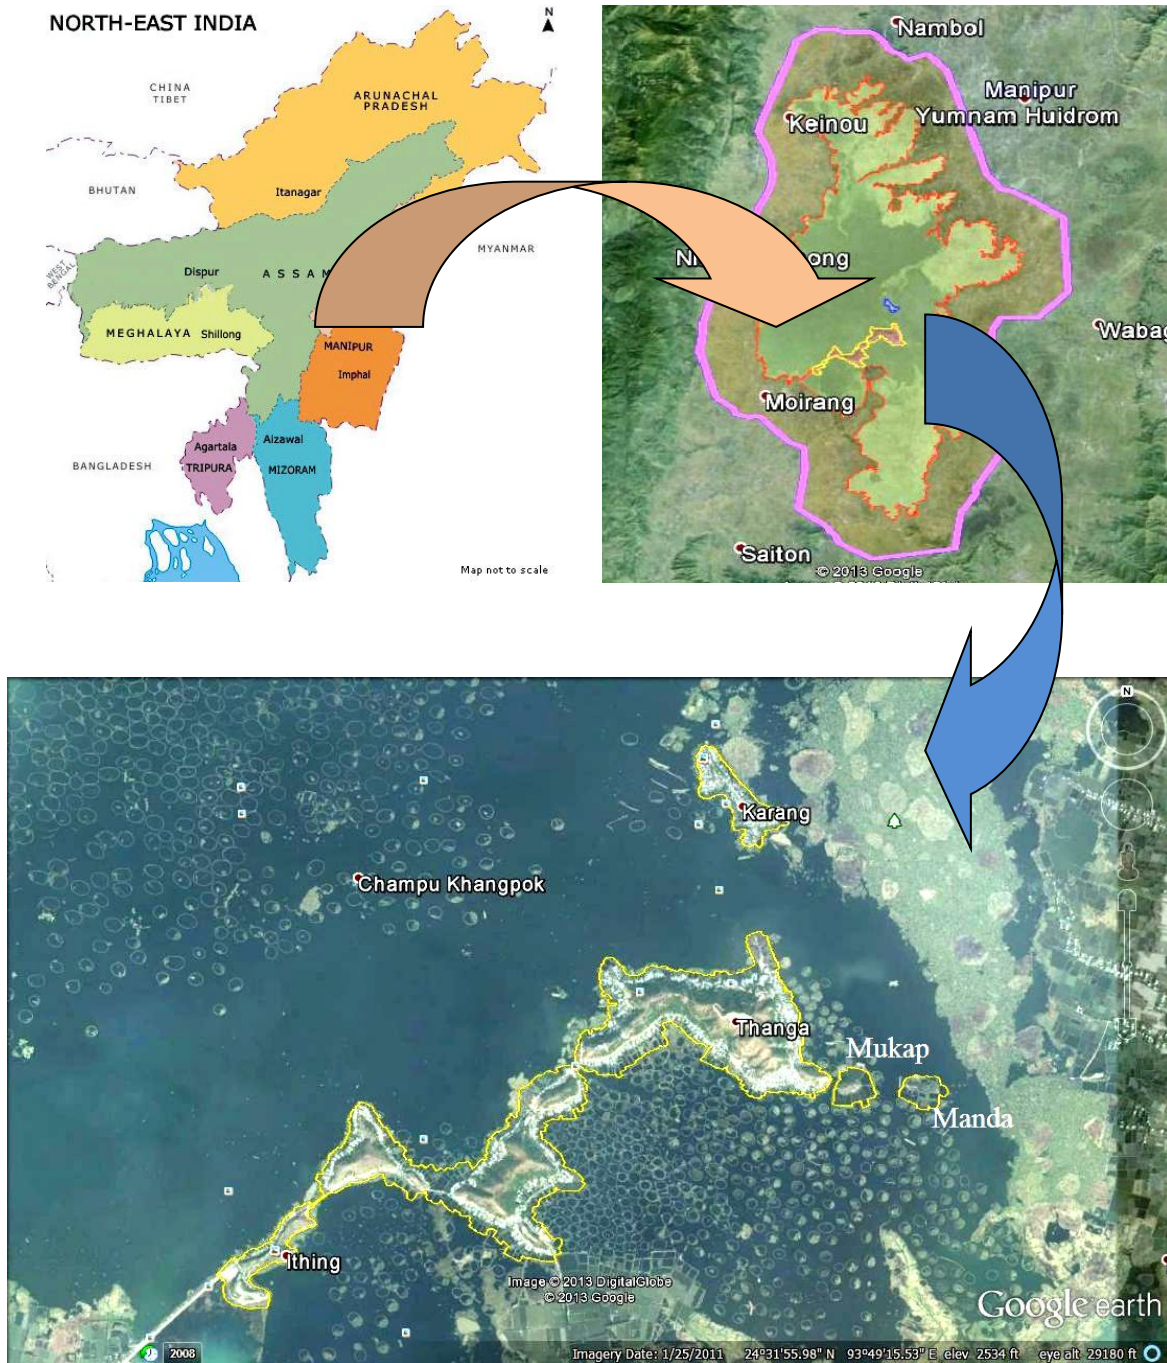 NORTH-EAST INDIA
N
CHINA
TIBET
ARUNACHAL
PRADESH
BHUTAN
Itanagar
MYANMAR
WEST
BENGAL
Dispur
ASSAM
MEGHALAYA Shillong
MANIPUR
Imphal
Agartala
TRIPURA
Aizawal
MIZORAM
BANGLADESH
Map not to scale
Nambol
Manipur
Keinou
Yumnam Huidrom
Ni
ong
Wabag
Moirang
Saiton
© 2013 Google
N
Karang
Champu Khangpok
Thanga
Mukap
Manda
Ithing
Image © 2013 DigitalGlobe
© 2013 Google
Google earth
2008
Imagery Date: 1/25/2011 24°31'55.98" N 93°49'15.53" E elev 2534 ft eye alt 29180 ft